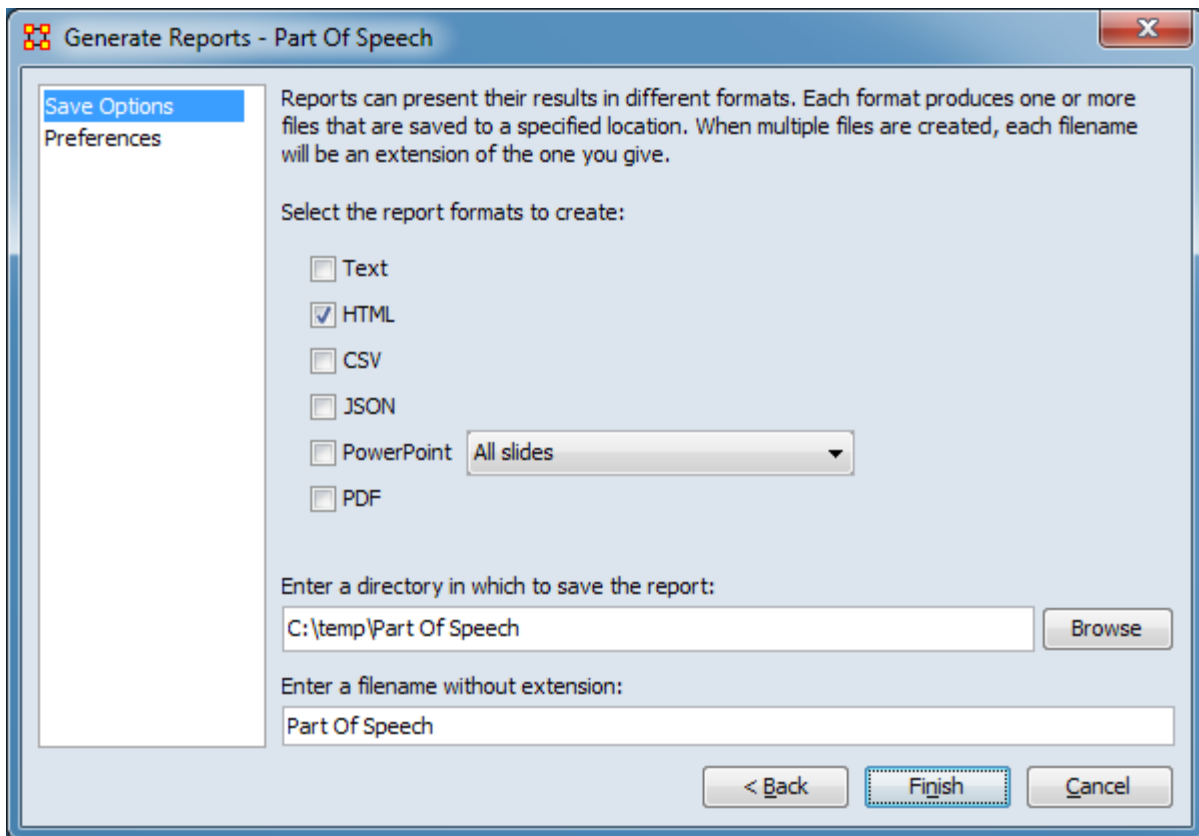 Generate Reports - Part Of Speech
Save Options
Preferences
Reports can present their results in different formats. Each format produces one or more
files that are saved to a specified location. When multiple files are created, each filename
will be an extension of the one you give.
Select the report formats to create:
Text
HTML
CSV
JSON
PowerPoint All slides
PDF
Enter a directory in which to save the report:
C:\temp\Part Of Speech Browse
Enter a filename without extension:
Part Of Speech
< Back Finish Cancel